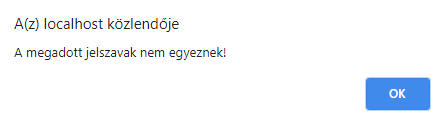 A(z) localhost közlendője
A megadott jelszavak nem egyeznek!
OK